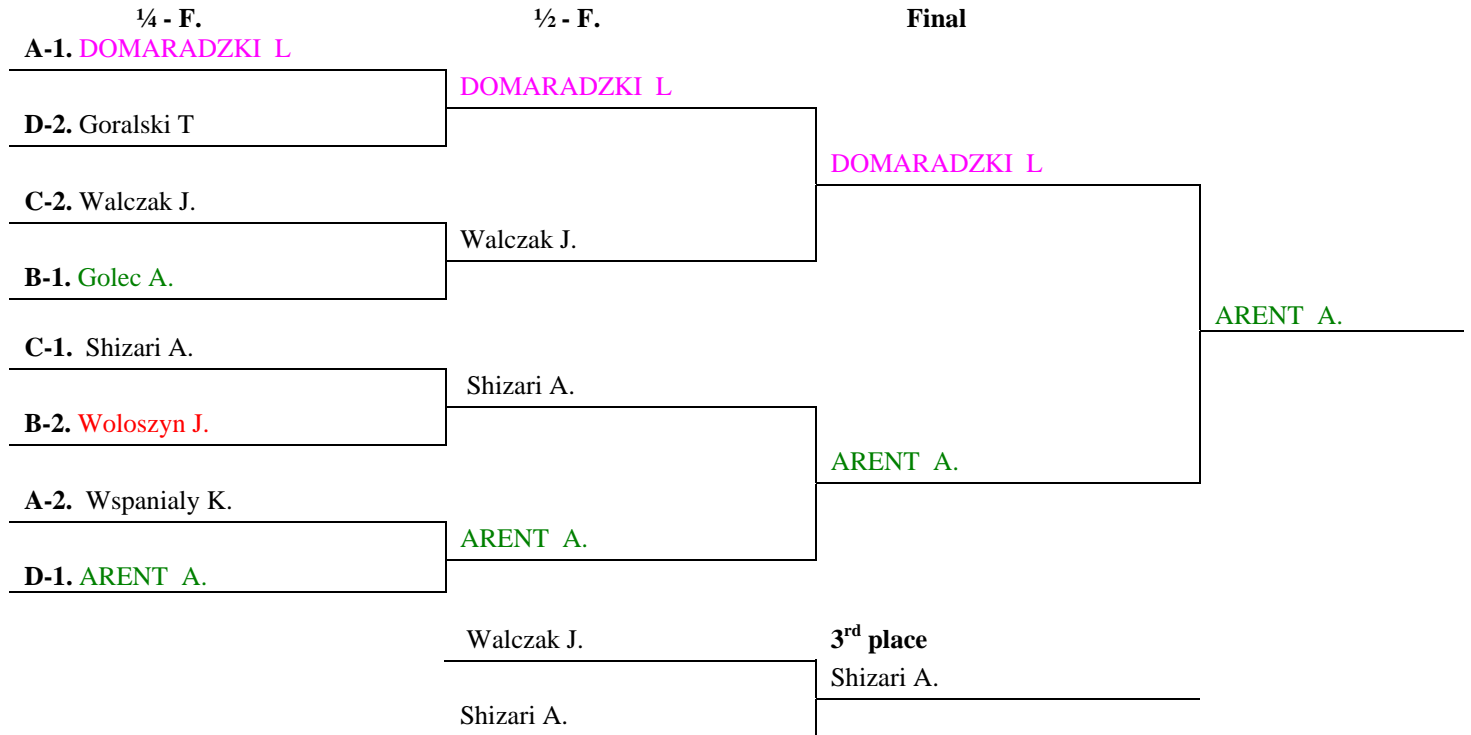 ¼ - F. ½ - F. Final
A-1. DOMARADZKI L
DOMARADZKI L
D-2. Goralski T
DOMARADZKI L
C-2. Walczak J.
Walczak J.
B-1. Golec A.
ARENT A.
C-1. Shizari A.
Shizari A.
B-2. Woloszyn J.
ARENT A.
A-2. Wspanialy K.
ARENT A.
D-1. ARENT A.
Walczak J. 3rd place
Shizari A.
Shizari A.